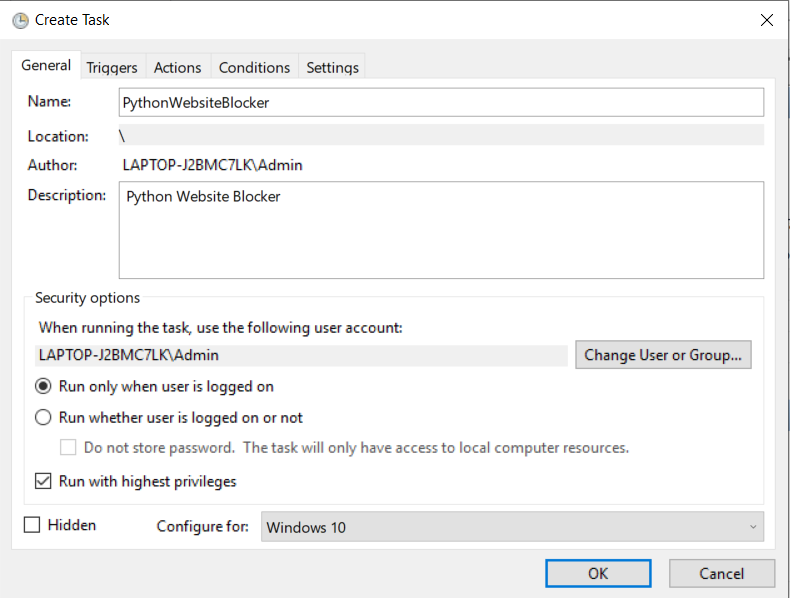 Create Task
General Triggers Actions Conditions Settings
Name: PythonWebsiteBlocker
Location: \
Author: LAPTOP-J2BMC7LK\Admin
Description: Python Website Blocker
Security options
When running the task, use the following user account:
LAPTOP-J2BMC7LK\Admin Change User or Group...
Run only when user is logged on
Run whether user is logged on or not
Do not store password. The task will only have access to local computer resources.
Run with highest privileges
Hidden Configure for: Windows 10
OK Cancel